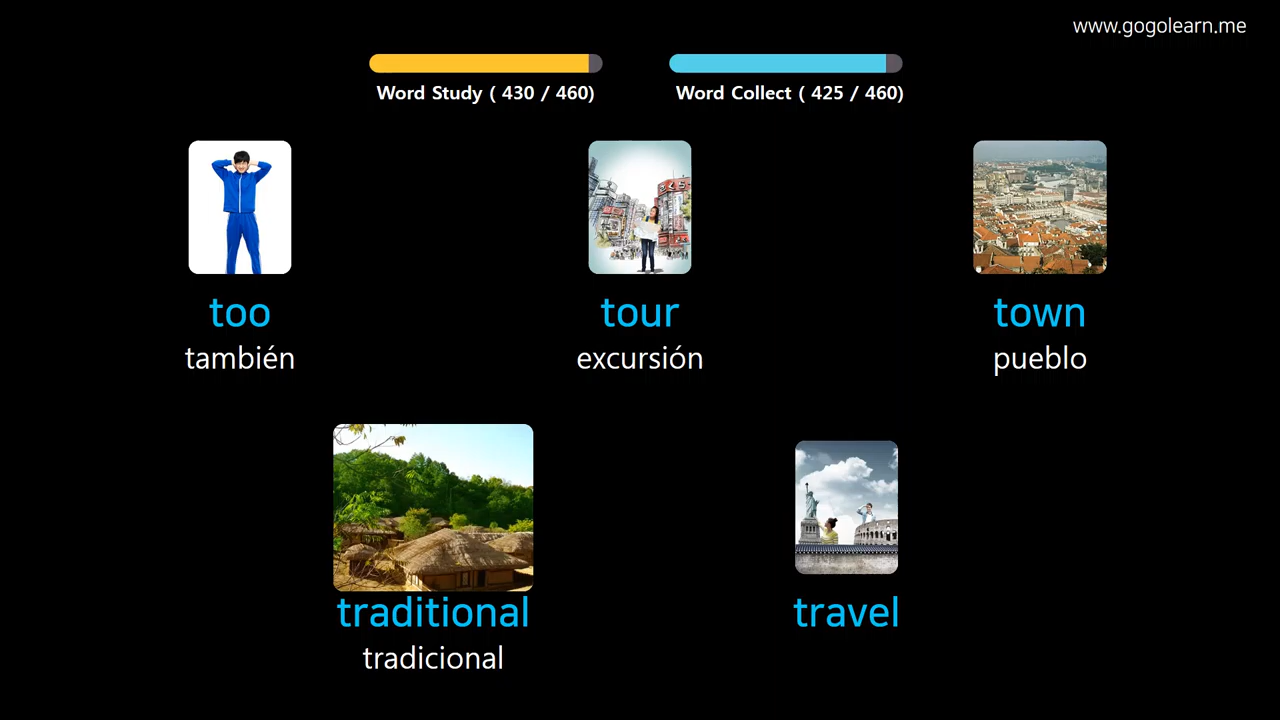 www.gogolearn.me
Word Study ( 430 / 460)
Word Collect ( 425 / 460)
too
también
tour
excursión
town
pueblo
traditional
tradicional
travel